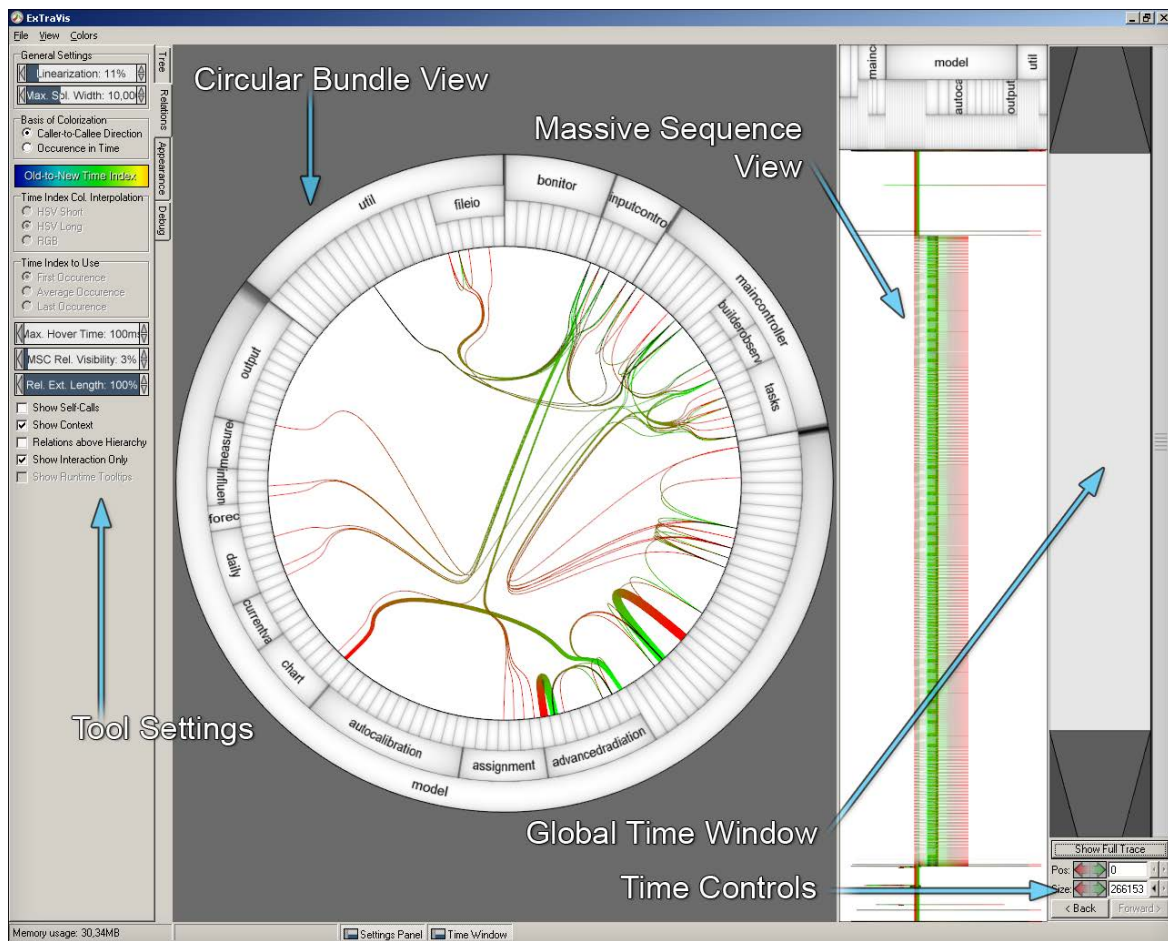 ExTraVis
File View Colors
General Settings
Linearization: 11%
Max. Spl. Width: 10,00
Basis of Colorization
Caller-to-Callee Direction
Occurence in Time
Old-to-New Time Index
Time Index Col. Interpolation
HSV Short
HSV Long
RGB
Time Index to Use
First Occurence
Average Occurence
Last Occurence
Max. Hover Time: 100ms
MSC Rel. Visibility: 3%
Rel. Ext. Length: 100%
Show Self-Calls
Show Context
Relations above Hierarchy
Show Interaction Only
Show Runtime Tooltips
Tree
Relations
Appearance
Debug
Tool Settings
Circular Bundle View
util
fileio
bonitor
inputcontro
maincontroller
builderobserv
tasks
output
measure
influen
forec
daily
currentva
chart
autocalibration
assignment
advancedradiation
model
Massive Sequence
View
mainc
model
util
autoca
output
Global Time Window
Time Controls
Show Full Trace
Pos: 0
Size: 266153
< Back Forward >
Memory usage: 30,34MB
Settings Panel
Time Window